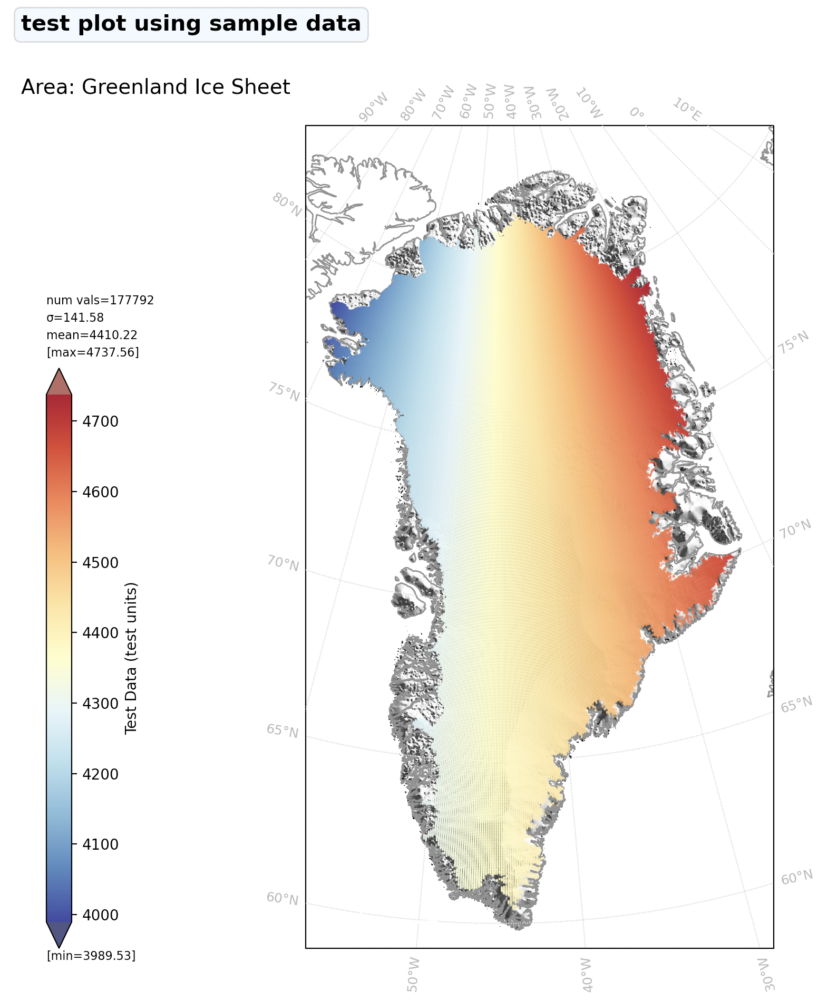 test plot using sample data
Area: Greenland Ice Sheet
90°W
80°W
70°W
60°W
50°W
40°W
30°W
20°W
10°W
0°
10°E
80°N
75°N
70°N
65°N
60°N
75°N
70°N
65°N
60°N
50°W
40°W
30°W
num vals=177792
σ=141.58
mean=4410.22
[max=4737.56]
4700
4600
4500
4400
4300
4200
4100
4000
Test Data (test units)
[min=3989.53]